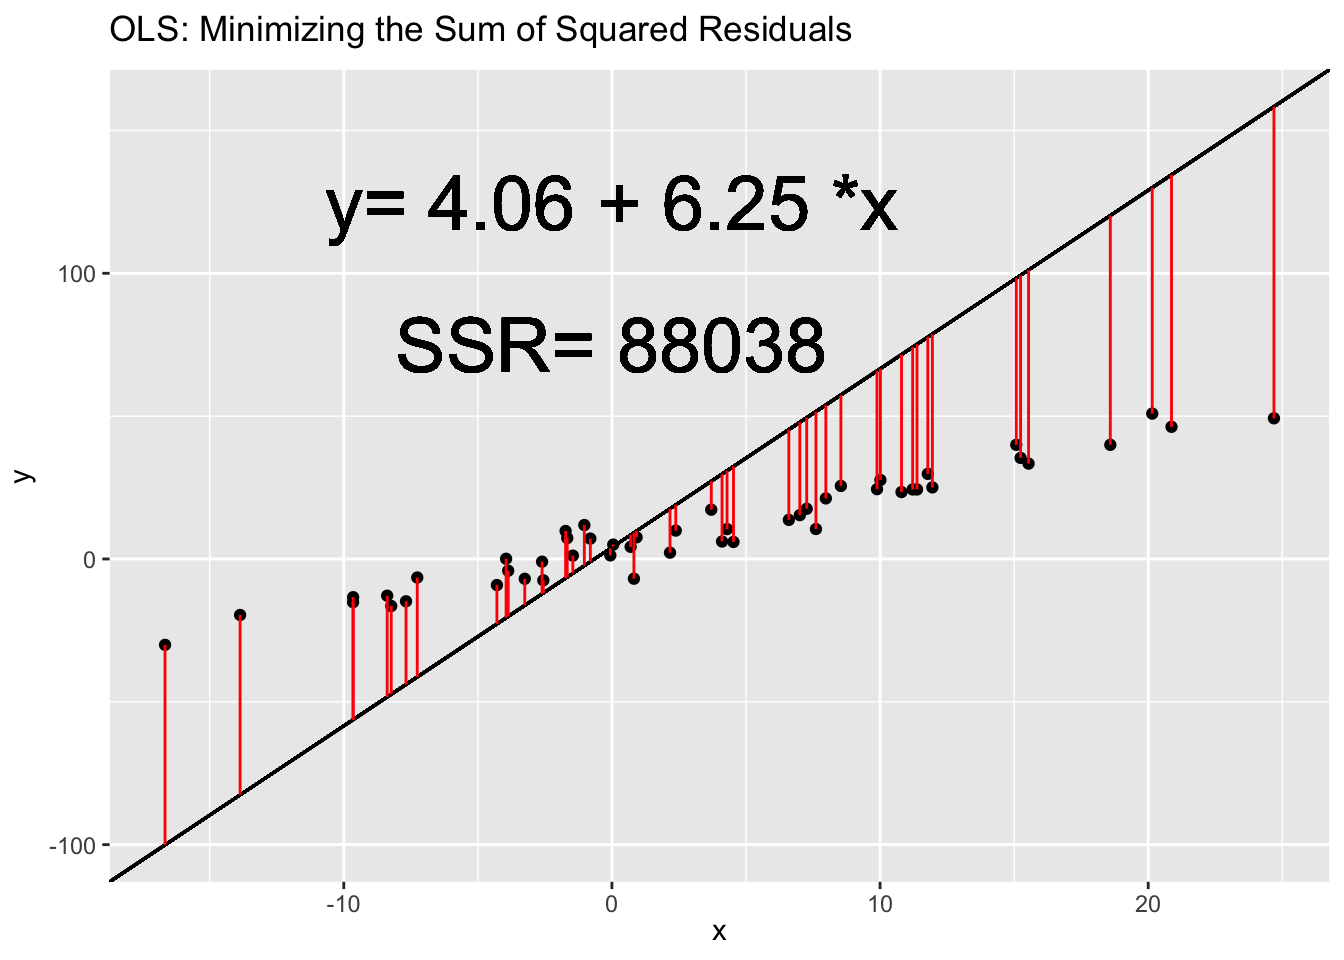 OLS: Minimizing the Sum of Squared Residuals
y= 4.06 + 6.25 *x
SSR= 88038
y
100
0
-100
-10
0
10
20
x